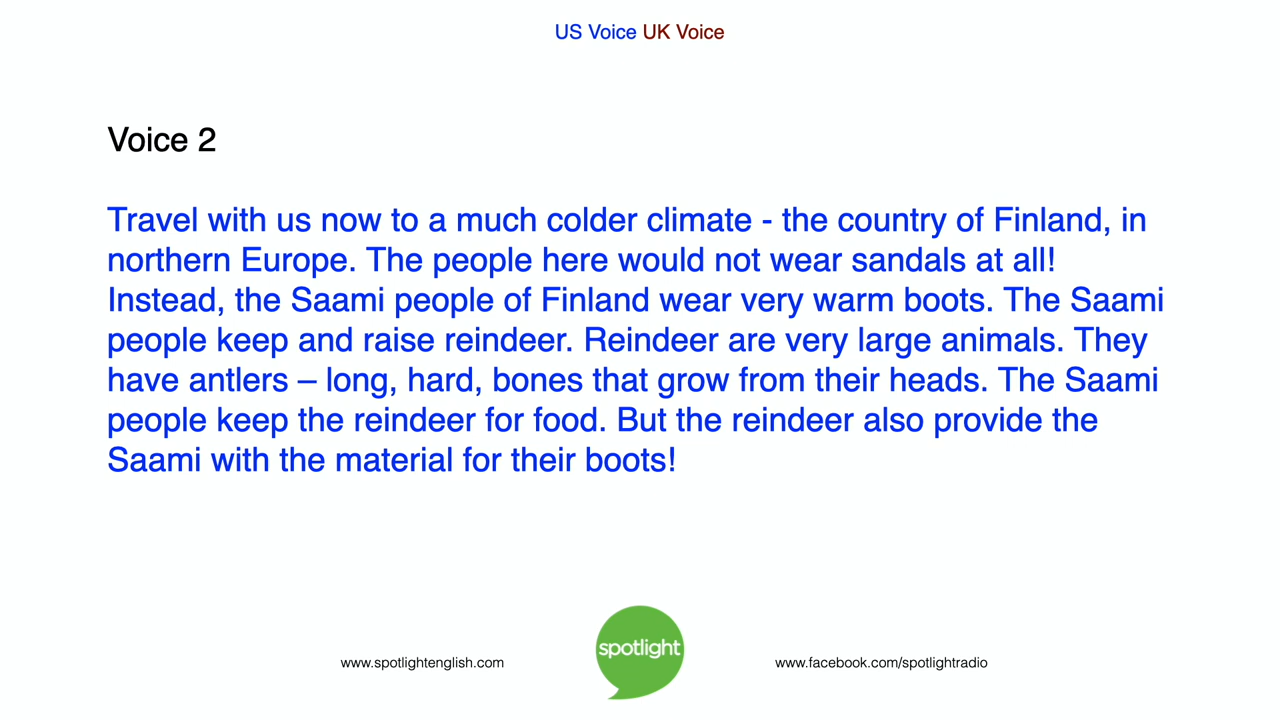 US Voice UK Voice
Voice 2
Travel with us now to a much colder climate - the country of Finland, in
northern Europe. The people here would not wear sandals at all!
Instead, the Saami people of Finland wear very warm boots. The Saami
people keep and raise reindeer. Reindeer are very large animals. They
have antlers – long, hard, bones that grow from their heads. The Saami
people keep the reindeer for food. But the reindeer also provide the
Saami with the material for their boots!
www.spotlightenglish.com
spotlight
www.facebook.com/spotlightradio